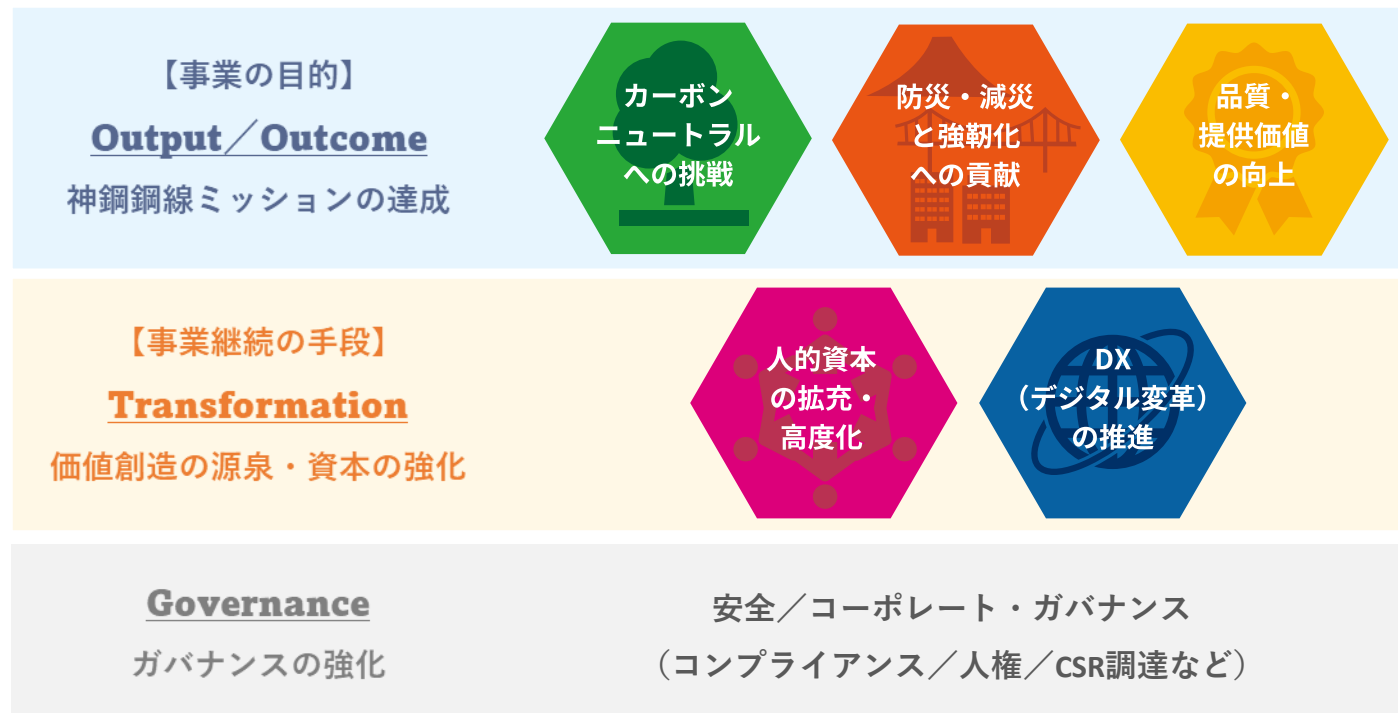 【事業の目的】
Output／Outcome
神鋼鋼線ミッションの達成
カーボン
ニュートラル
への挑戦
防災・減災
と強靭化
への貢献
品質・
提供価値
の向上
【事業継続の手段】
Transformation
価値創造の源泉・資本の強化
人的資本
の拡充・
高度化
DX
（デジタル変革）
の推進
Governance
ガバナンスの強化
安全／コーポレート・ガバナンス
（コンプライアンス／人権／CSR調達など）